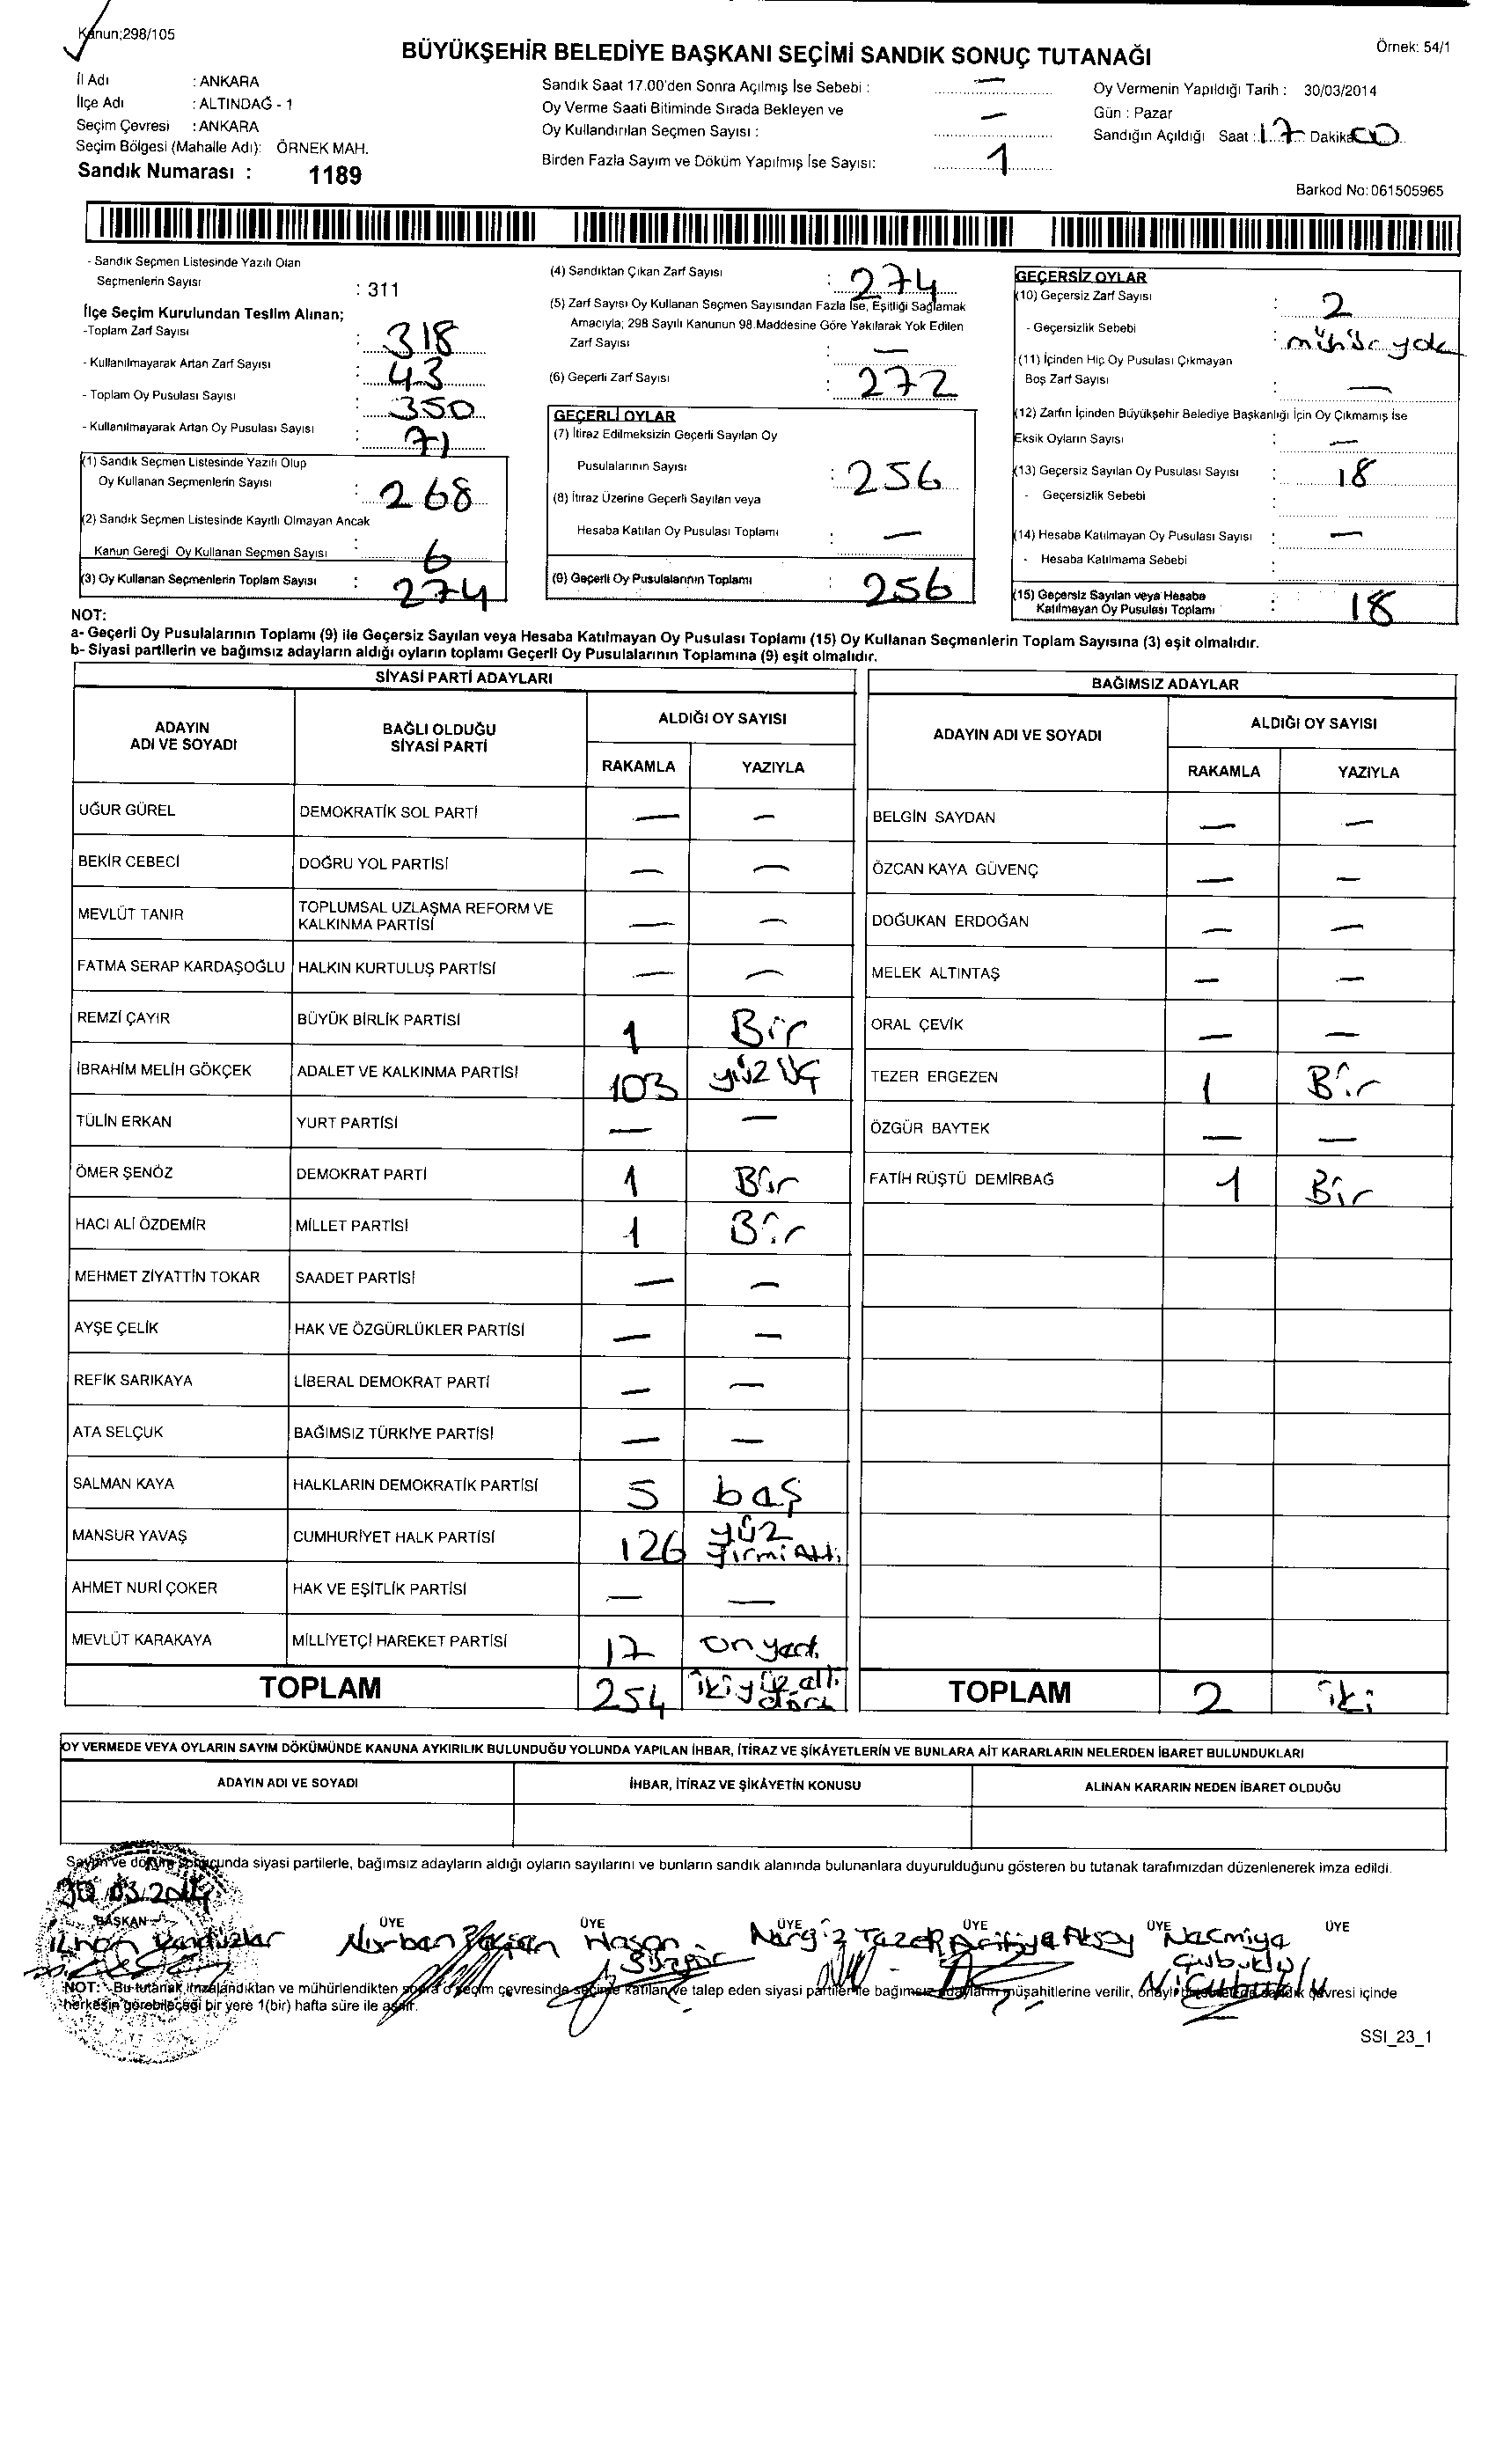 Kanun;298/105
Örnek: 54/1
BÜYÜKŞEHİR BELEDİYE BAŞKANI SEÇİMİ SANDIK SONUÇ TUTANAĞI
İl Adı : ANKARA
İlçe Adı : ALTINDAĞ - 1
Seçim Çevresi : ANKARA
Seçim Bölgesi (Mahalle Adı): ÖRNEK MAH.
Sandık Numarası : 1189
Sandık Saat 17.00'den Sonra Açılmış İse Sebebi : —
Oy Verme Saati Bitiminde Sırada Bekleyen ve
Oy Kullandırılan Seçmen Sayısı : —
Birden Fazla Sayım ve Döküm Yapılmış İse Sayısı: 1
Oy Vermenin Yapıldığı Tarih : 30/03/2014
Gün : Pazar
Sandığın Açıldığı Saat : 17 Dakika 00
Barkod No:061505965
- Sandık Seçmen Listesinde Yazılı Olan
Seçmenlerin Sayısı : 311
İlçe Seçim Kurulundan Teslim Alınan;
-Toplam Zarf Sayısı : 318
- Kullanılmayarak Artan Zarf Sayısı : 43
- Toplam Oy Pusulası Sayısı : 350
- Kullanılmayarak Artan Oy Pusulası Sayısı : 71
(1) Sandık Seçmen Listesinde Yazılı Olup
Oy Kullanan Seçmenlerin Sayısı : 268
(2) Sandık Seçmen Listesinde Kayıtlı Olmayan Ancak
Kanun Gereği Oy Kullanan Seçmen Sayısı : 6
(3) Oy Kullanan Seçmenlerin Toplam Sayısı : 274
(4) Sandıktan Çıkan Zarf Sayısı : 274
(5) Zarf Sayısı Oy Kullanan Seçmen Sayısından Fazla İse, Eşitliği Sağlamak
Amacıyla; 298 Sayılı Kanunun 98.Maddesine Göre Yakılarak Yok Edilen
Zarf Sayısı : —
(6) Geçerli Zarf Sayısı : 272
GEÇERLİ OYLAR
(7) İtiraz Edilmeksizin Geçerli Sayılan Oy
Pusulalarının Sayısı : 256
(8) İtiraz Üzerine Geçerli Sayılan veya
Hesaba Katılan Oy Pusulası Toplamı : —
(9) Geçerli Oy Pusulalarının Toplamı : 256
GEÇERSİZ OYLAR
(10) Geçersiz Zarf Sayısı : 2
- Geçersizlik Sebebi : mühür yok
(11) İçinden Hiç Oy Pusulası Çıkmayan
Boş Zarf Sayısı : —
(12) Zarfın İçinden Büyükşehir Belediye Başkanlığı İçin Oy Çıkmamış İse
Eksik Oyların Sayısı : —
(13) Geçersiz Sayılan Oy Pusulası Sayısı : 18
- Geçersizlik Sebebi :
(14) Hesaba Katılmayan Oy Pusulası Sayısı : —
- Hesaba Katılmama Sebebi :
(15) Geçersiz Sayılan veya Hesaba
Katılmayan Oy Pusulası Toplamı : 18
NOT:
a- Geçerli Oy Pusulalarının Toplamı (9) ile Geçersiz Sayılan veya Hesaba Katılmayan Oy Pusulası Toplamı (15) Oy Kullanan Seçmenlerin Toplam Sayısına (3) eşit olmalıdır.
b- Siyasi partilerin ve bağımsız adayların aldığı oyların toplamı Geçerli Oy Pusulalarının Toplamına (9) eşit olmalıdır.
SİYASİ PARTİ ADAYLARI
ADAYIN ADI VE SOYADI BAĞLI OLDUĞU SİYASİ PARTİ ALDIĞI OY SAYISI
RAKAMLA YAZIYLA
UĞUR GÜREL DEMOKRATİK SOL PARTİ — —
BEKİR CEBECİ DOĞRU YOL PARTİSİ — —
MEVLÜT TANIR TOPLUMSAL UZLAŞMA REFORM VE KALKINMA PARTİSİ — —
FATMA SERAP KARDAŞOĞLU HALKIN KURTULUŞ PARTİSİ — —
REMZİ ÇAYIR BÜYÜK BİRLİK PARTİSİ 1 Bir
İBRAHİM MELİH GÖKÇEK ADALET VE KALKINMA PARTİSİ 103 yüz üç
TÜLİN ERKAN YURT PARTİSİ — —
ÖMER ŞENÖZ DEMOKRAT PARTİ 1 Bir
HACI ALİ ÖZDEMİR MİLLET PARTİSİ 1 Bir
MEHMET ZİYATTİN TOKAR SAADET PARTİSİ — —
AYŞE ÇELİK HAK VE ÖZGÜRLÜKLER PARTİSİ — —
REFİK SARIKAYA LİBERAL DEMOKRAT PARTİ — —
ATA SELÇUK BAĞIMSIZ TÜRKİYE PARTİSİ — —
SALMAN KAYA HALKLARIN DEMOKRATİK PARTİSİ 5 baş
MANSUR YAVAŞ CUMHURİYET HALK PARTİSİ 126 yüz yirmi Altı
AHMET NURİ ÇOKER HAK VE EŞİTLİK PARTİSİ — —
MEVLÜT KARAKAYA MİLLİYETÇİ HAREKET PARTİSİ 17 on yedi
TOPLAM 254
BAĞIMSIZ ADAYLAR
ADAYIN ADI VE SOYADI ALDIĞI OY SAYISI
RAKAMLA YAZIYLA
BELGİN SAYDAN — —
ÖZCAN KAYA GÜVENÇ — —
DOĞUKAN ERDOĞAN — —
MELEK ALTINTAŞ — —
ORAL ÇEVİK — —
TEZER ERGEZEN 1 Bir
ÖZGÜR BAYTEK — —
FATİH RÜŞTÜ DEMİRBAĞ 1 Bir
TOPLAM 2 iki
OY VERMEDE VEYA OYLARIN SAYIM DÖKÜMÜNDE KANUNA AYKIRILIK BULUNDUĞU YOLUNDA YAPILAN İHBAR, İTİRAZ VE ŞİKÂYETLERİN VE BUNLARA AİT KARARLARIN NELERDEN İBARET BULUNDUKLARI
ADAYIN ADI VE SOYADI İHBAR, İTİRAZ VE ŞİKÂYETİN KONUSU ALINAN KARARIN NEDEN İBARET OLDUĞU
Sayım ve döküm sonucunda siyasi partilerle, bağımsız adayların aldığı oyların sayılarını ve bunların sandık alanında bulunanlara duyurulduğunu gösteren bu tutanak tarafımızdan düzenlenerek imza edildi.
30.03.2014
BAŞKAN ÜYE ÜYE ÜYE ÜYE ÜYE ÜYE
Nurban Hasan Nargiz Tazel Aksoy Nacmiya
Çubuklu
NOT: Bu tutanak, imzalandıktan ve mühürlendikten sonra o seçim çevresinde seçime katılan ve talep eden siyasi partiler ile bağımsız adayların müşahitlerine verilir, çevresi içinde
herkesin görebileceği bir yere 1(bir) hafta süre ile asılır.
SSI_23_1